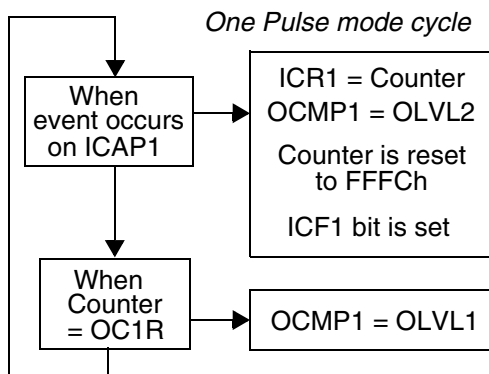 One Pulse mode cycle
When
event occurs
on ICAP1
ICR1 = Counter
OCMP1 = OLVL2
Counter is reset
to FFFCh
ICF1 bit is set
When
Counter
= OC1R
OCMP1 = OLVL1